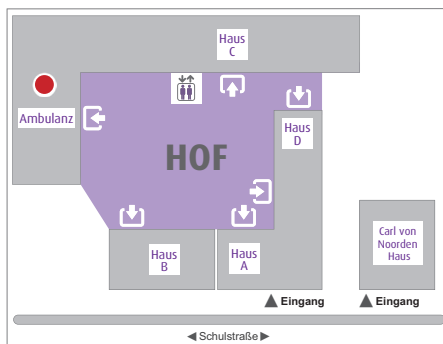 Haus
C
Ambulanz
Haus
D
HOF
Haus
B
Haus
A
Carl von
Noorden
Haus
Eingang
Eingang
Schulstraße